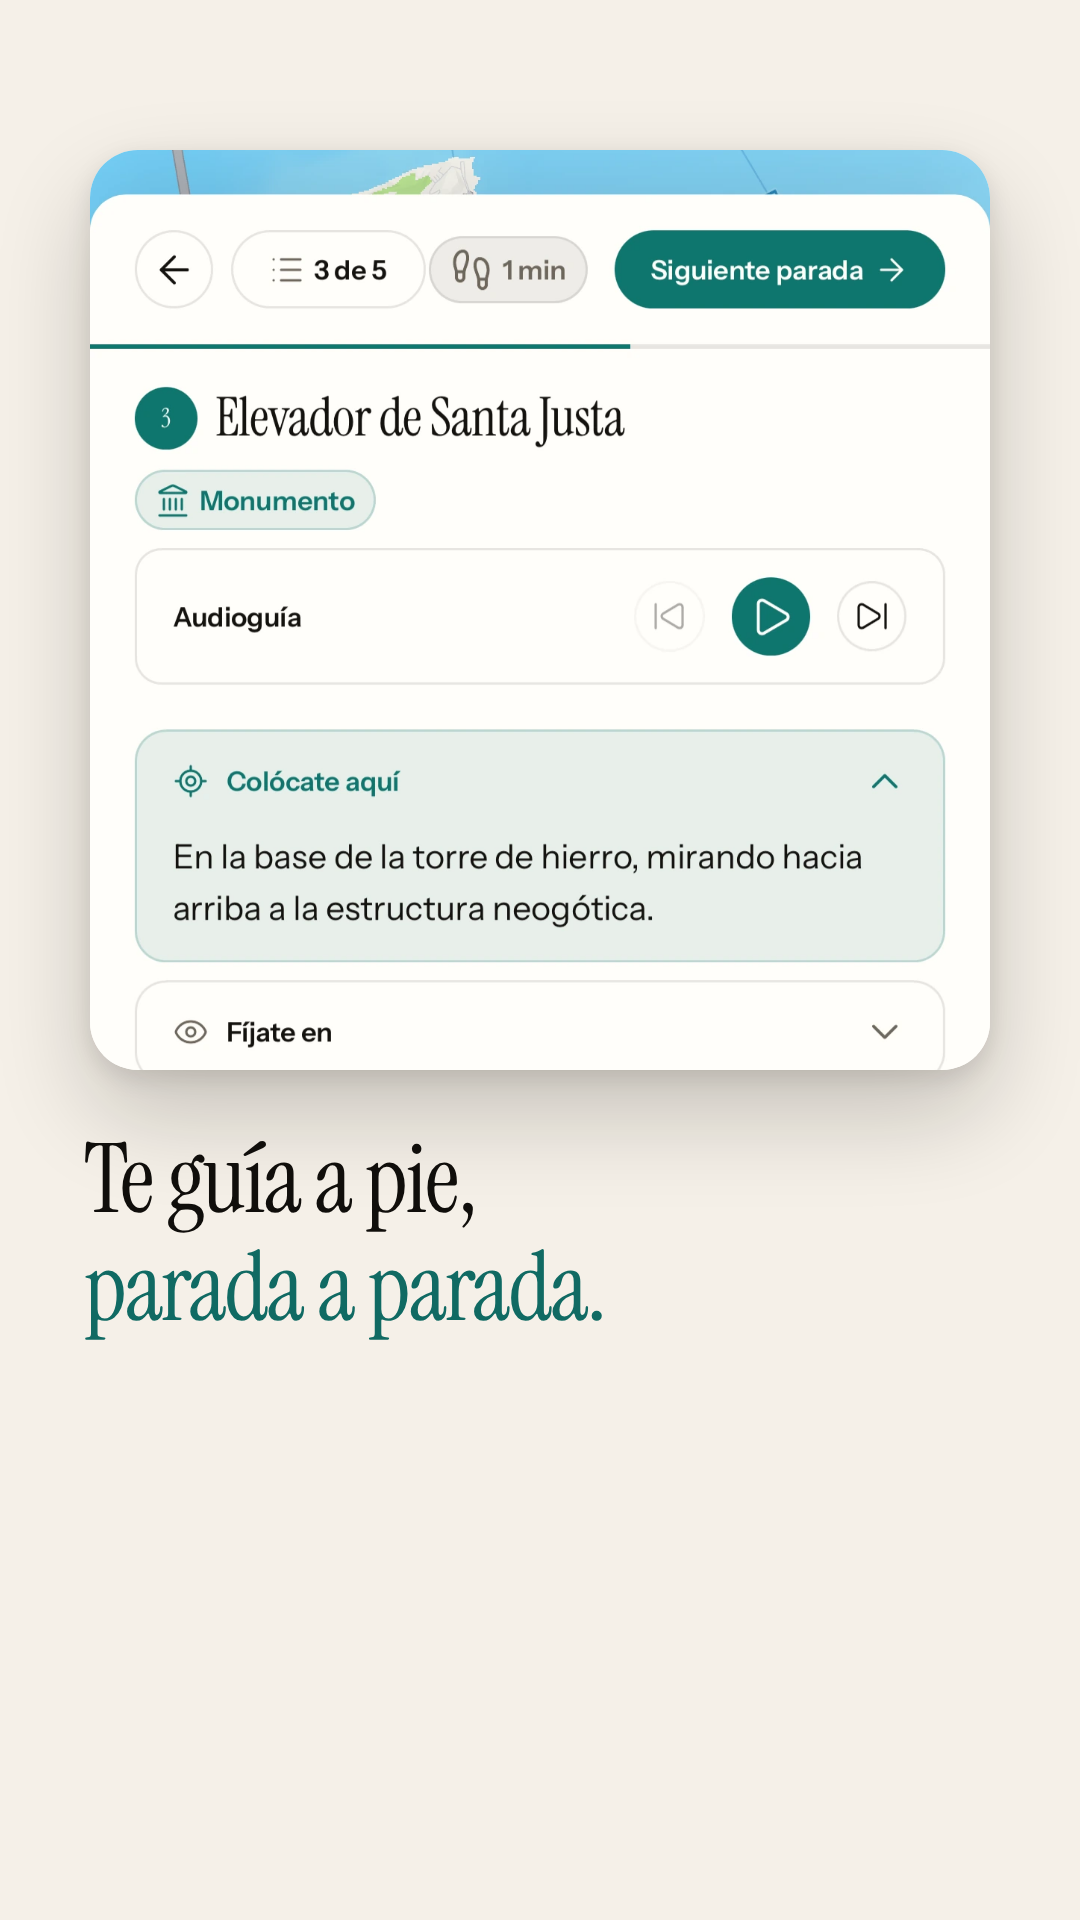 3 de 5
1 min
Siguiente parada
3
Elevador de Santa Justa
Monumento
Audioguía
Colócate aquí
En la base de la torre de hierro, mirando hacia
arriba a la estructura neogótica.
Fíjate en
Te guía a pie,
parada a parada.